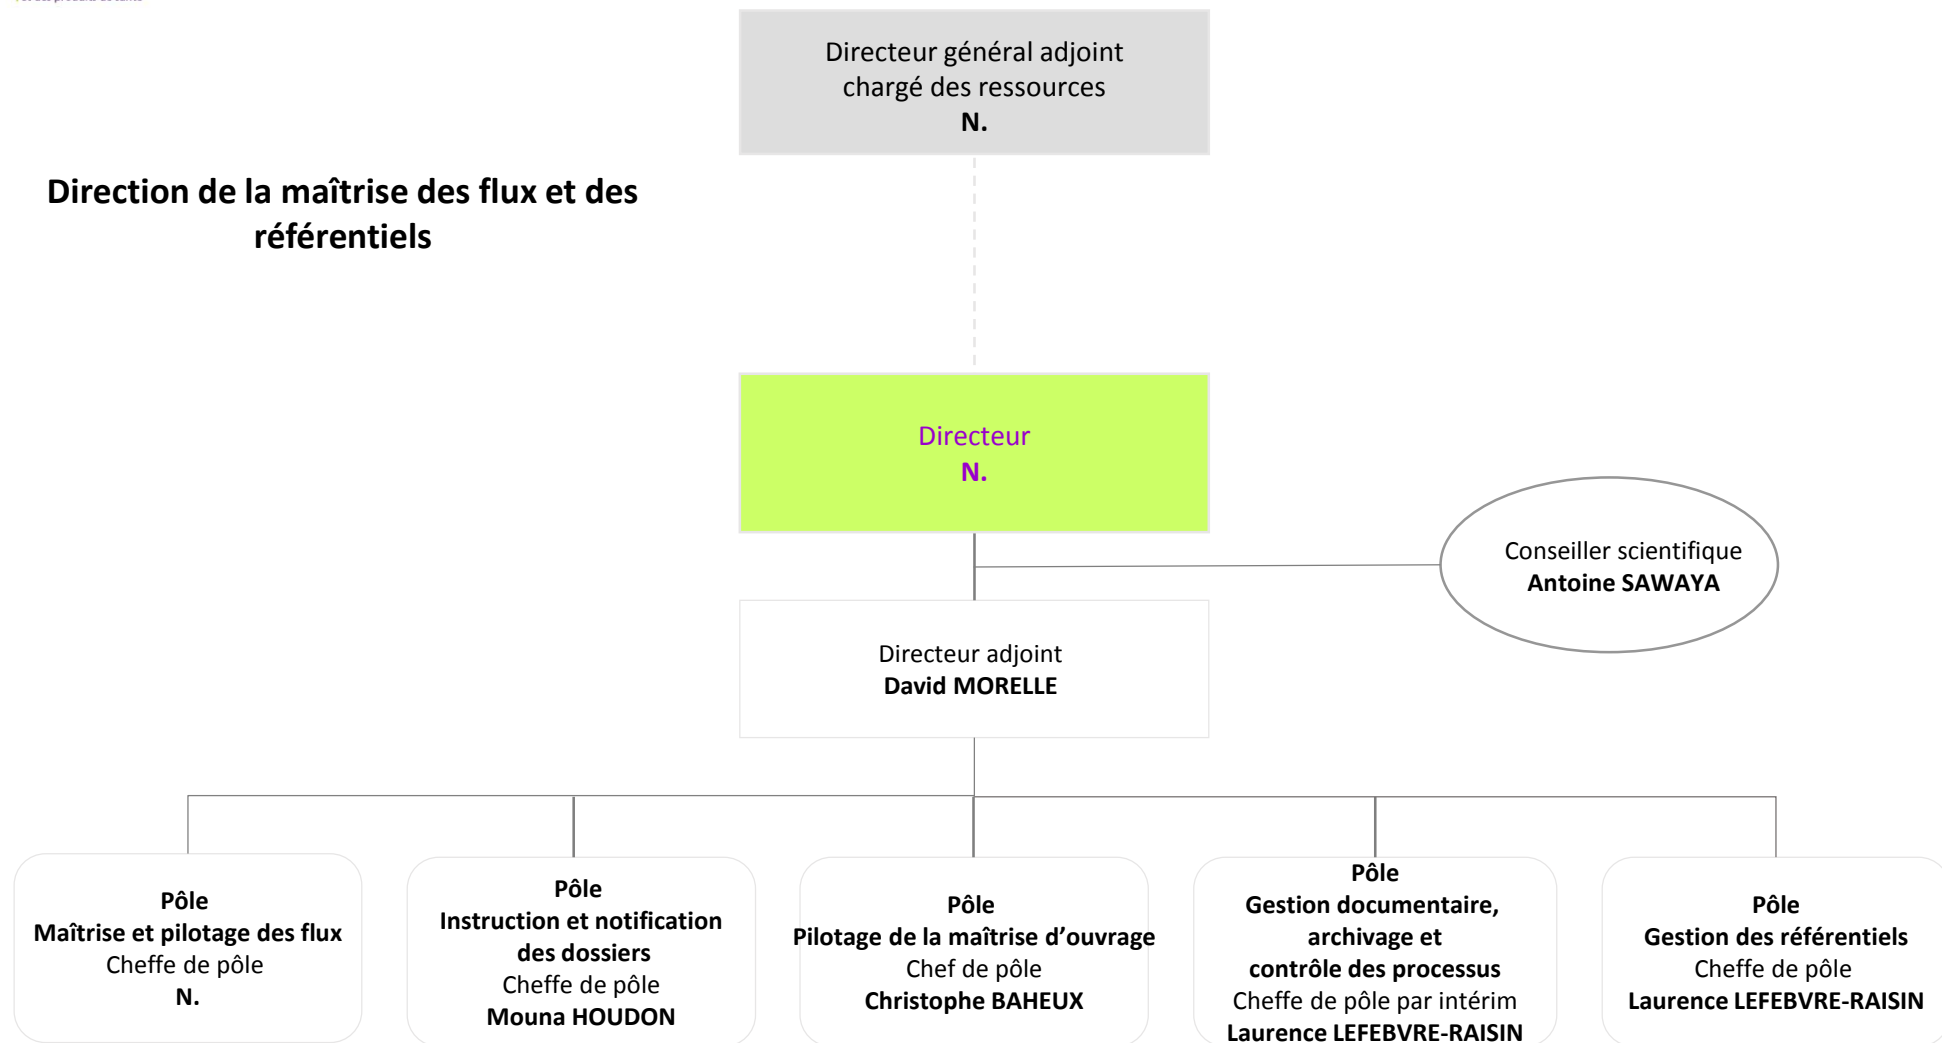 Directeur général adjoint
chargé des ressources
N.
Direction de la maîtrise des flux et des
référentiels
Directeur
N.
Conseiller scientifique
Antoine SAWAYA
Directeur adjoint
David MORELLE
Pôle
Maîtrise et pilotage des flux
Cheffe de pôle
N.
Pôle
Instruction et notification
des dossiers
Cheffe de pôle
Mouna HOUDON
Pôle
Pilotage de la maîtrise d’ouvrage
Chef de pôle
Christophe BAHEUX
Pôle
Gestion documentaire,
archivage et
contrôle des processus
Cheffe de pôle par intérim
Laurence LEFEBVRE-RAISIN
Pôle
Gestion des référentiels
Cheffe de pôle
Laurence LEFEBVRE-RAISIN